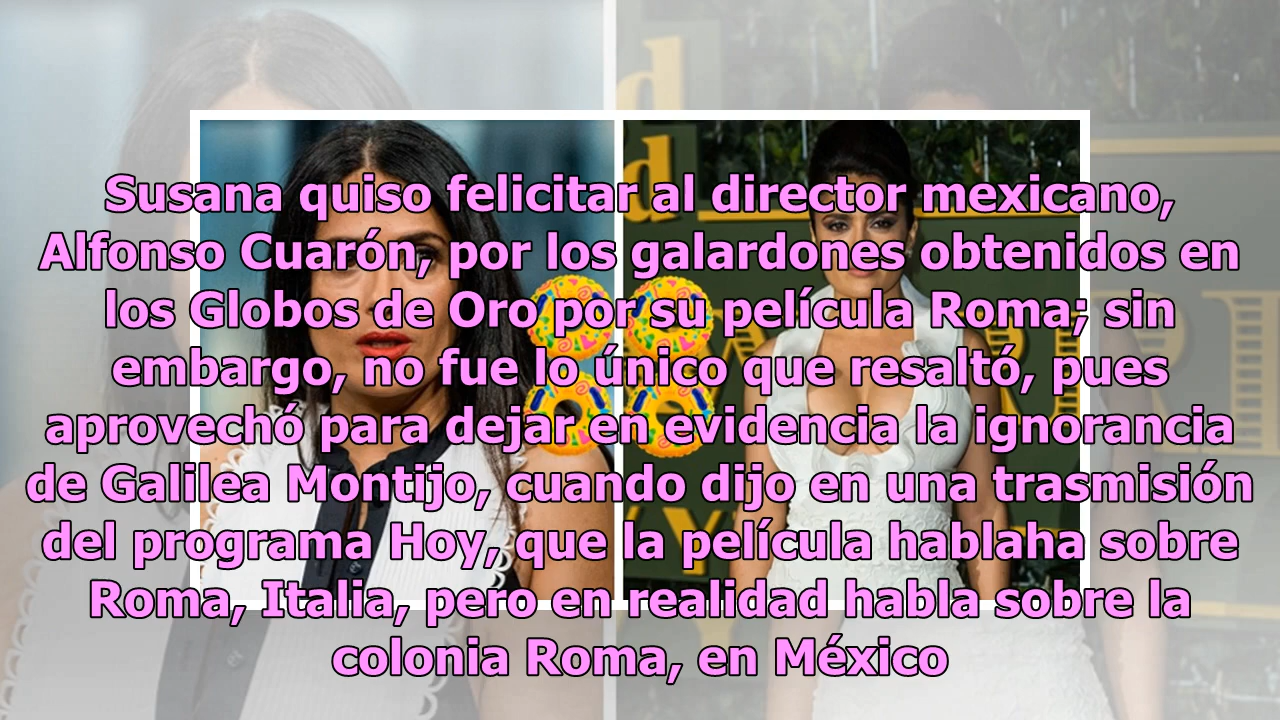 Susana quiso felicitar al director mexicano,
Alfonso Cuarón, por los galardones obtenidos en
los Globos de Oro por su película Roma; sin
embargo, no fue lo único que resaltó, pues
aprovechó para dejar en evidencia la ignorancia
de Galilea Montijo, cuando dijo en una trasmisión
del programa Hoy, que la película hablaha sobre
Roma, Italia, pero en realidad habla sobre la
colonia Roma, en México